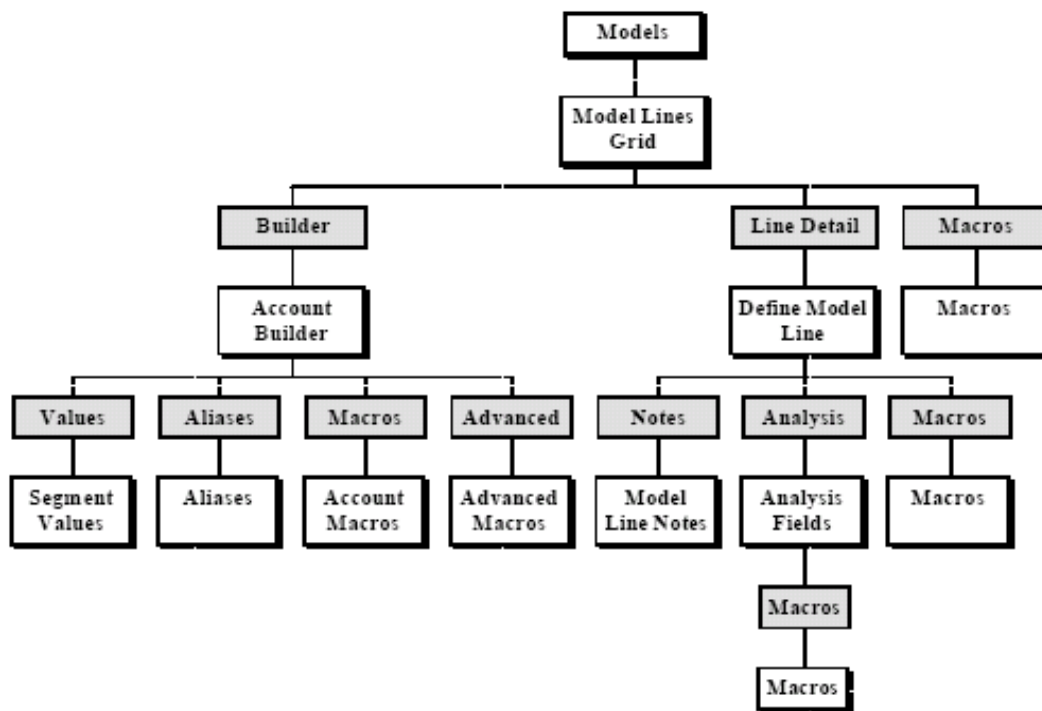 Models
Model Lines
Grid
Builder
Line Detail
Macros
Account
Builder
Define Model
Line
Macros
Values
Aliases
Macros
Advanced
Notes
Analysis
Macros
Segment
Values
Aliases
Account
Macros
Advanced
Macros
Model
Line Notes
Analysis
Fields
Macros
Macros
Macros